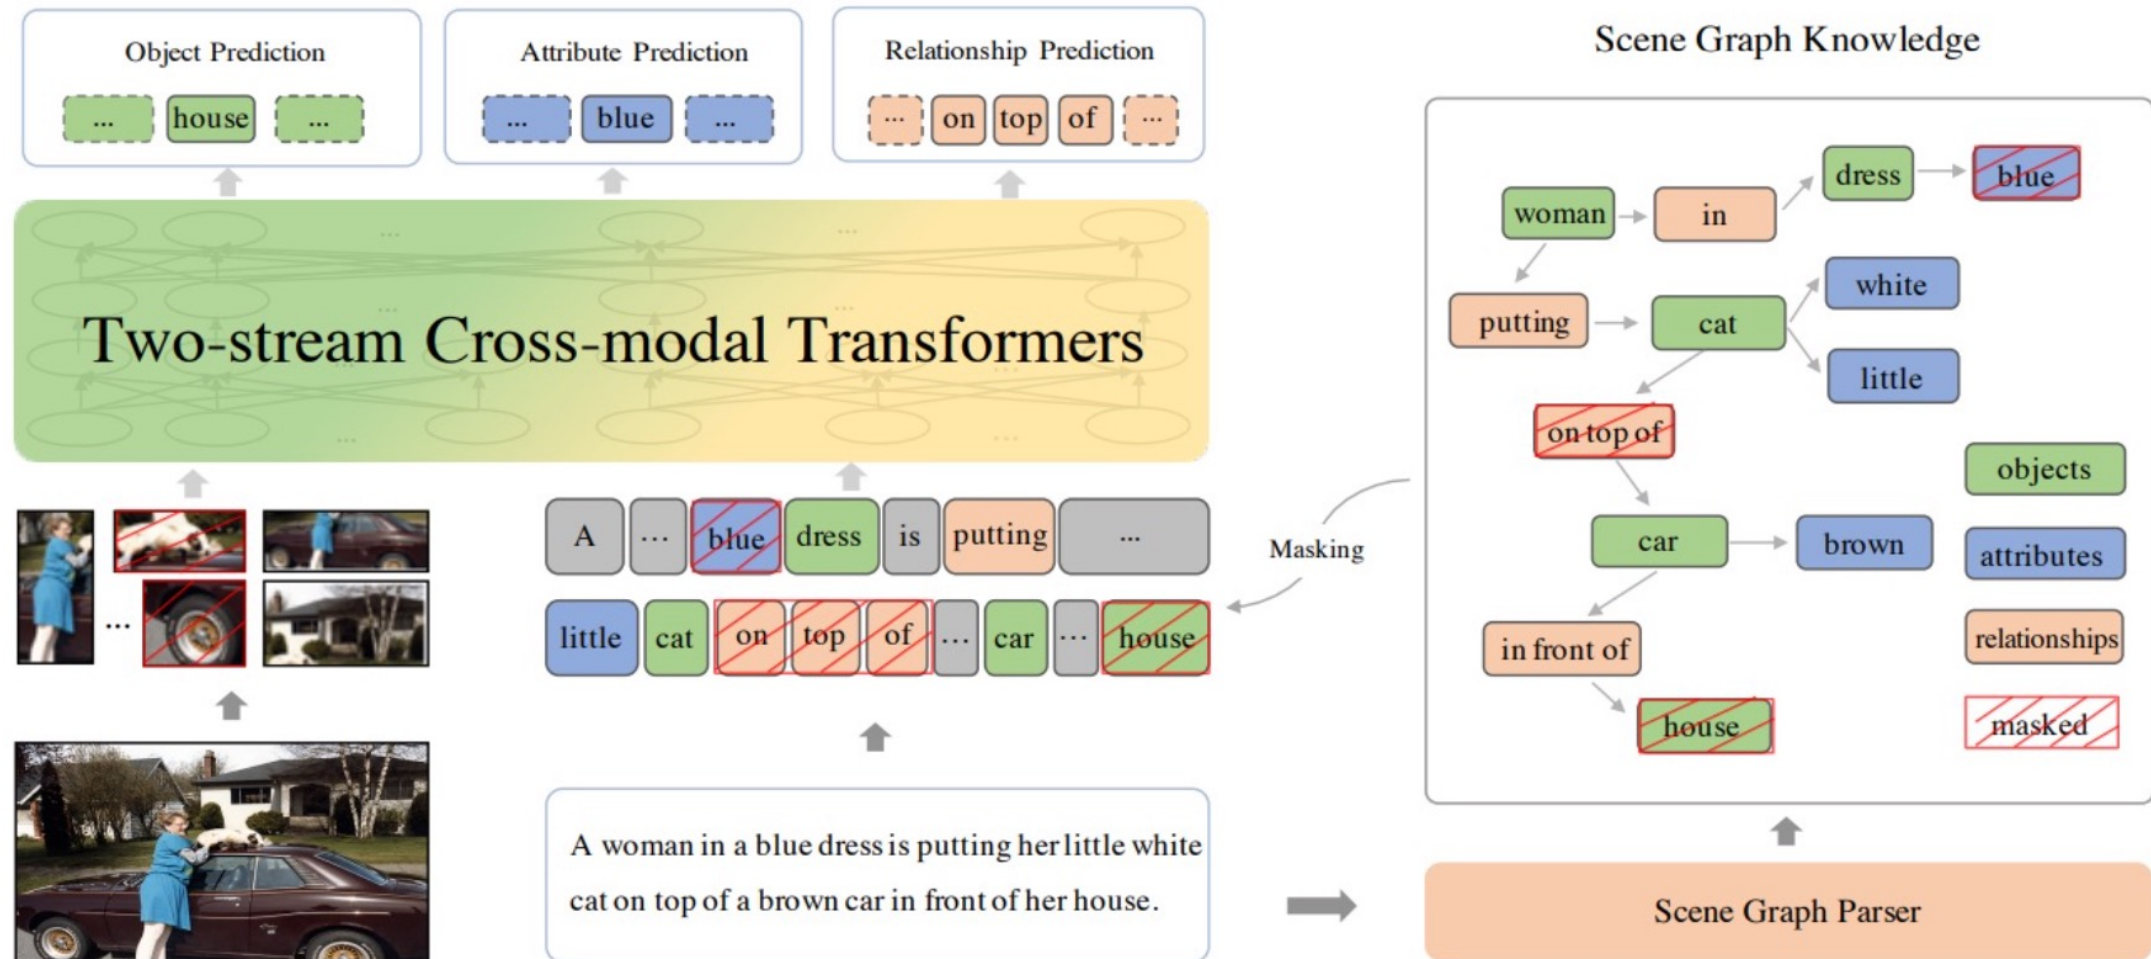 Object Prediction
... house ...
Attribute Prediction
... blue ...
Relationship Prediction
... on top of ...
Two-stream Cross-modal Transformers
...
A ... blue dress is putting ...
little cat on top of ... car ... house
Masking
A woman in a blue dress is putting her little white
cat on top of a brown car in front of her house.
Scene Graph Knowledge
woman
in
dress
blue
putting
cat
white
little
on top of
car
brown
in front of
house
objects
attributes
relationships
masked
Scene Graph Parser